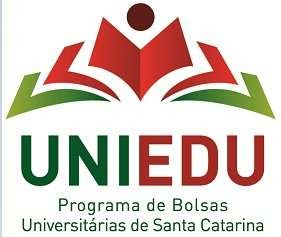 UNIEDU
Programa de Bolsas
Universitárias de Santa Catarina